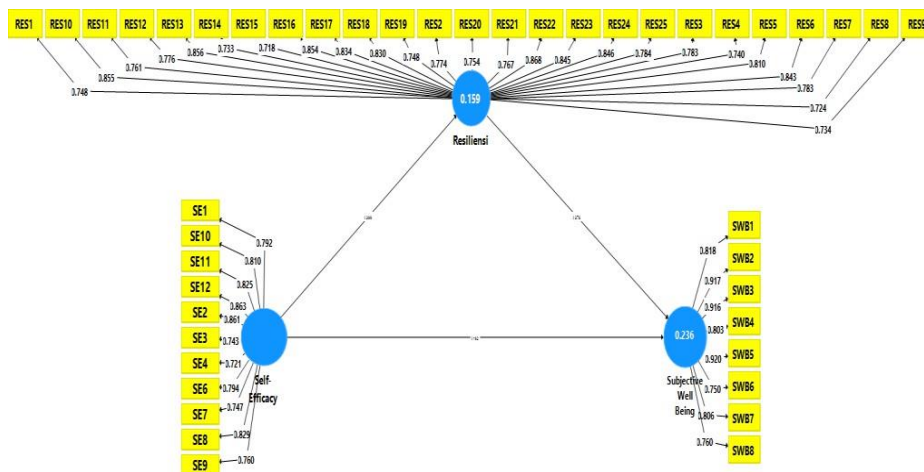 RES1 RES10 RES11 RES12 RES13 RES14 RES15 RES16 RES17 RES18 RES19 RES2 RES20 RES21 RES22 RES23 RES24 RES25 RES3 RES4 RES5 RES6 RES7 RES8 RES9
0.748
0.855
0.761
0.776
0.856
0.733
0.718
0.854
0.834
0.830
0.748
0.774
0.754
0.767
0.868
0.845
0.846
0.784
0.783
0.740
0.810
0.843
0.783
0.724
0.734
0.159
Resiliensi
SE1
SE10
SE11
SE12
SE2
SE3
SE4
SE6
SE7
SE8
SE9
0.792
0.810
0.825
0.863
0.861
0.743
0.721
0.794
0.747
0.829
0.760
Self-
Efficacy
0.236
Subjective
Well
Being
0.818
0.917
0.916
0.803
0.920
0.750
0.806
0.760
SWB1
SWB2
SWB3
SWB4
SWB5
SWB6
SWB7
SWB8